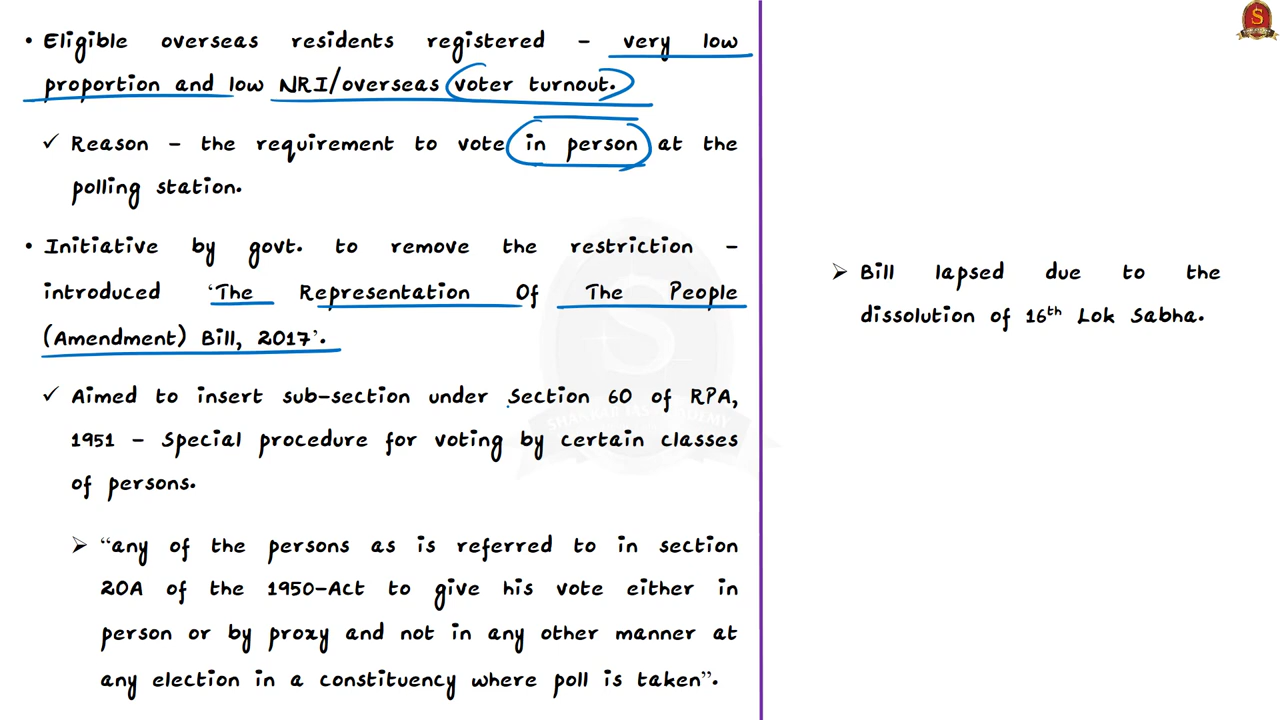 • Eligible overseas residents registered – very low
proportion and low NRI/overseas voter turnout.
✓ Reason – the requirement to vote in person at the
polling station.
• Initiative by govt. to remove the restriction –
introduced ‘The Representation Of The People
(Amendment) Bill, 2017’.
✓ Aimed to insert sub-section under Section 60 of RPA,
1951 – Special procedure for voting by certain classes
of persons.
➢ “any of the persons as is referred to in section
20A of the 1950-Act to give his vote either in
person or by proxy and not in any other manner at
any election in a constituency where poll is taken”.
➢ Bill lapsed due to the
dissolution of 16th Lok Sabha.
S
SHANKAR IAS ACADEMY
S